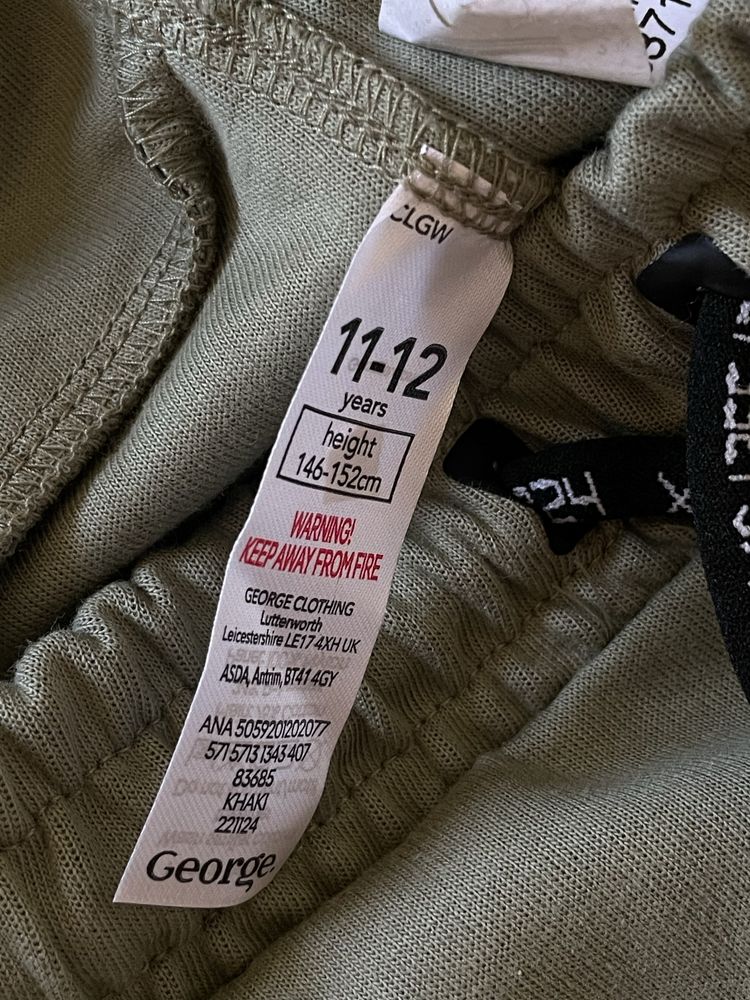 371
CLGW
11-12
years
height
146-152cm
WARNING!
KEEP AWAY FROM FIRE
GEORGE CLOTHING
Lutterworth
Leicestershire LE17 4XH UK
ASDA, Antrim, BT41 4GY
ANA 5059201202077
571 5713 1343 407
83685
KHAKI
221124
George.